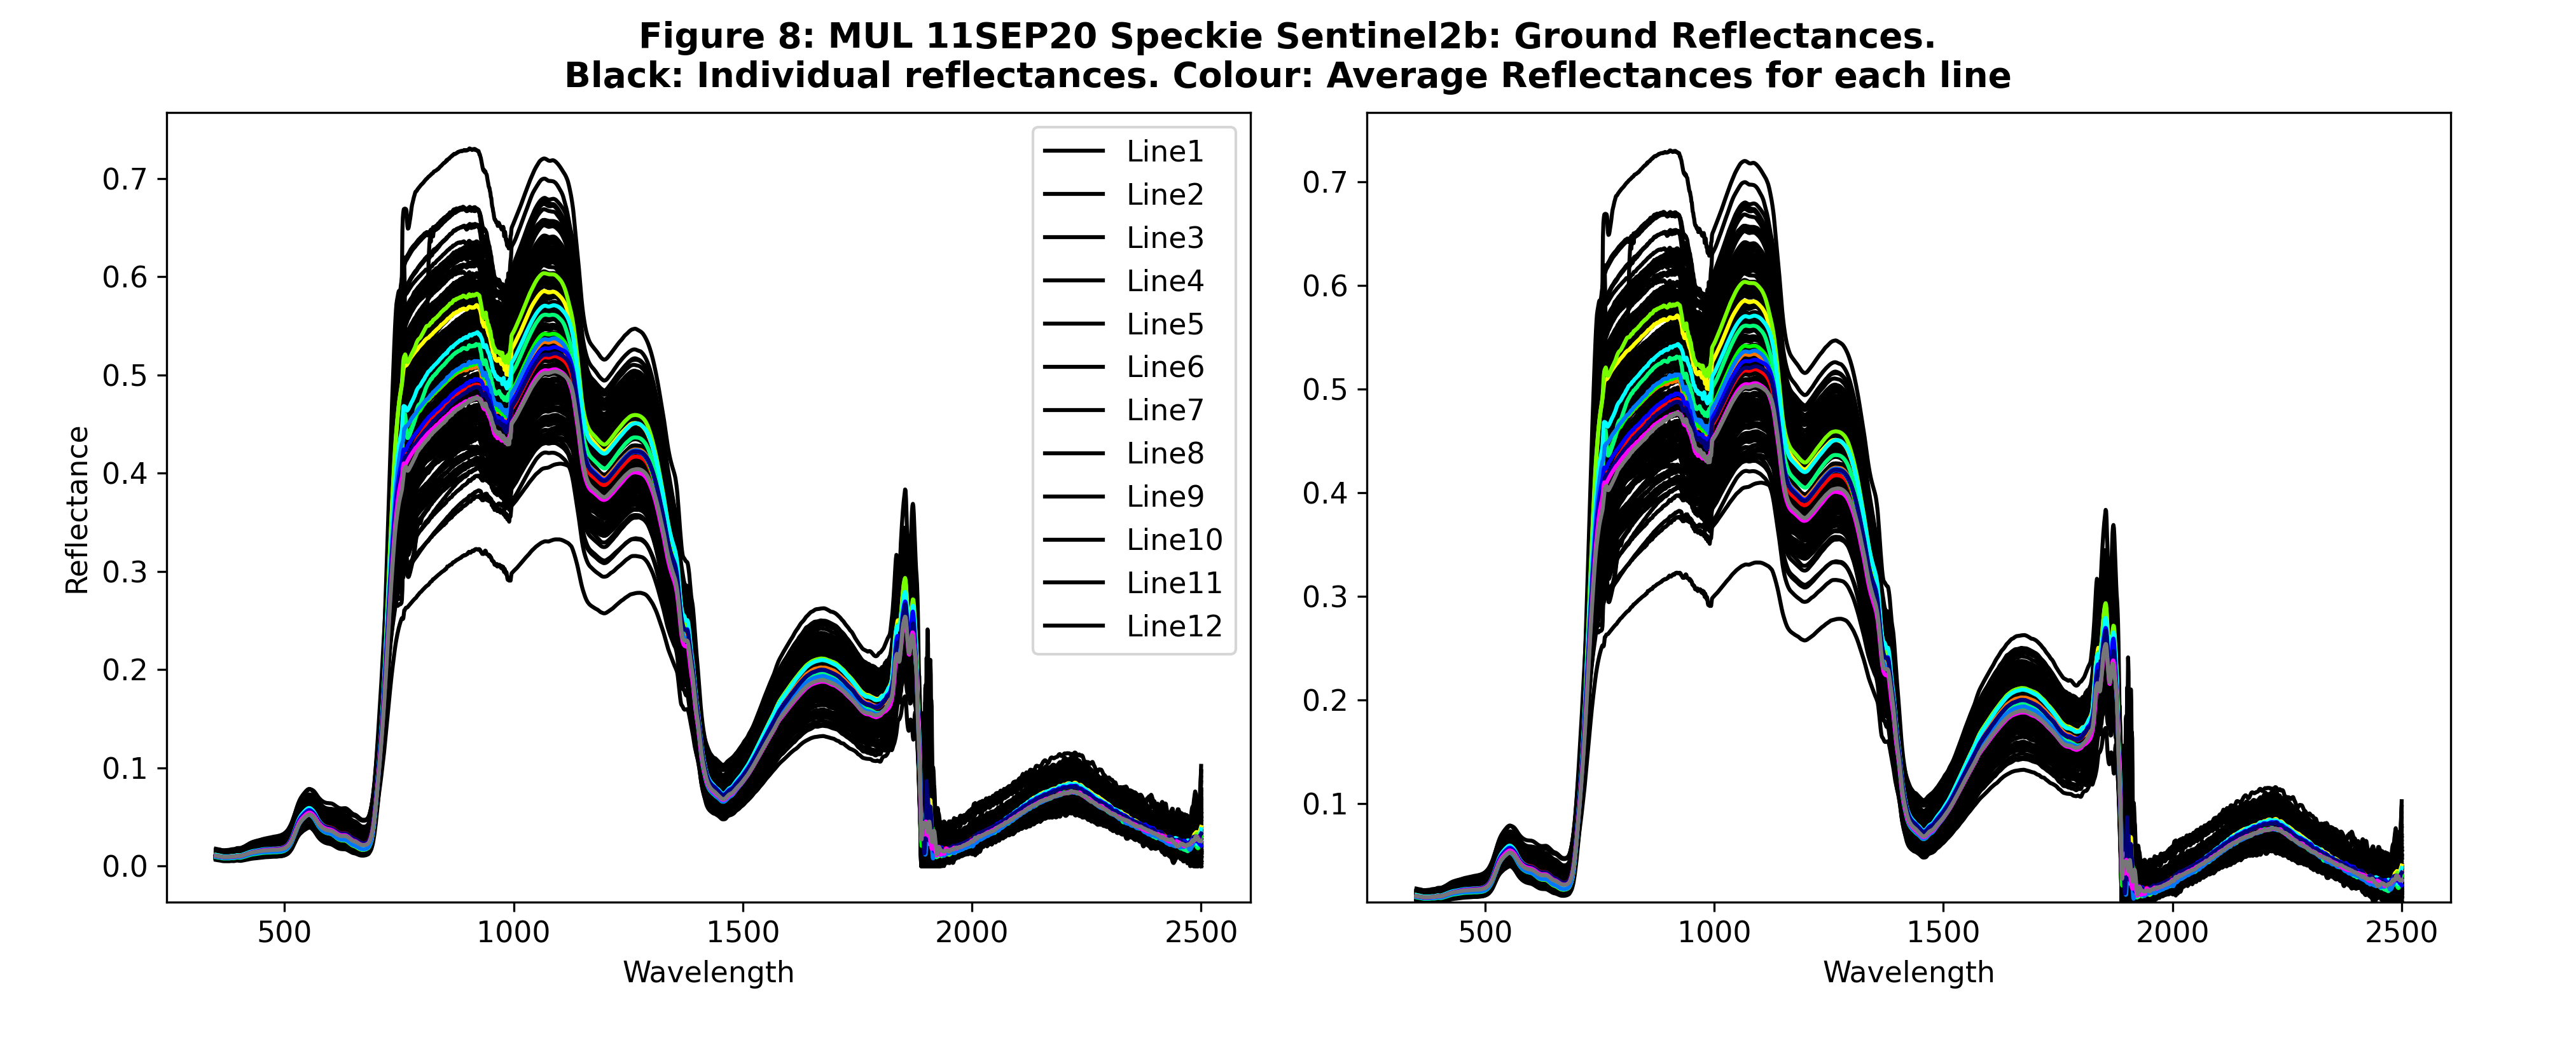 Figure 8: MUL 11SEP20 Speckie Sentinel2b: Ground Reflectances.
Black: Individual reflectances. Colour: Average Reflectances for each line
Reflectance
0.7
0.6
0.5
0.4
0.3
0.2
0.1
0.0
Line1
Line2
Line3
Line4
Line5
Line6
Line7
Line8
Line9
Line10
Line11
Line12
500 1000 1500 2000 2500
Wavelength
0.7
0.6
0.5
0.4
0.3
0.2
0.1
500 1000 1500 2000 2500
Wavelength